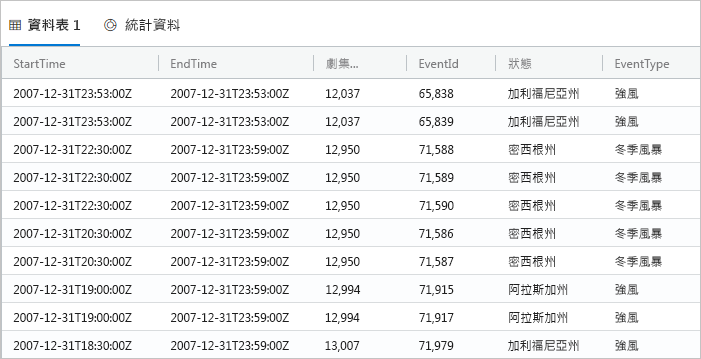 資料表 1 統計資料
StartTime EndTime 劇集... EventId 狀態 EventType
2007-12-31T23:53:00Z 2007-12-31T23:53:00Z 12,037 65,838 加利福尼亞州 強風
2007-12-31T23:53:00Z 2007-12-31T23:53:00Z 12,037 65,839 加利福尼亞州 強風
2007-12-31T22:30:00Z 2007-12-31T23:59:00Z 12,950 71,588 密西根州 冬季風暴
2007-12-31T22:30:00Z 2007-12-31T23:59:00Z 12,950 71,589 密西根州 冬季風暴
2007-12-31T22:30:00Z 2007-12-31T23:59:00Z 12,950 71,590 密西根州 冬季風暴
2007-12-31T20:30:00Z 2007-12-31T23:59:00Z 12,950 71,586 密西根州 冬季風暴
2007-12-31T20:30:00Z 2007-12-31T23:59:00Z 12,950 71,587 密西根州 冬季風暴
2007-12-31T19:00:00Z 2007-12-31T23:59:00Z 12,994 71,915 阿拉斯加州 強風
2007-12-31T19:00:00Z 2007-12-31T23:59:00Z 12,994 71,917 阿拉斯加州 強風
2007-12-31T18:30:00Z 2007-12-31T23:59:00Z 13,007 71,979 加利福尼亞州 強風